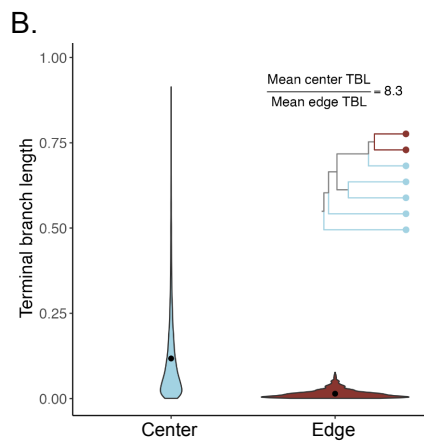 B.
Mean center TBL
Mean edge TBL
= 8.3
Terminal branch length
1.00
0.75
0.50
0.25
0.00
Center Edge